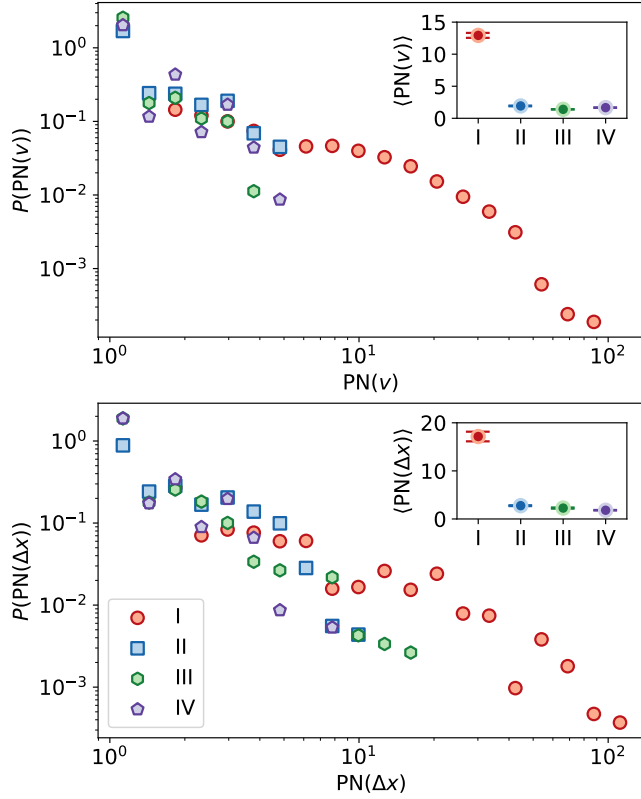 10⁰
10⁻¹
10⁻²
10⁻³
P(PN(v))
10⁰
10¹
10²
PN(v)
15
10
5
0
⟨PN(v)⟩
I II III IV
10⁰
10⁻¹
10⁻²
10⁻³
P(PN(Δx))
10⁰
10¹
10²
PN(Δx)
20
10
0
⟨PN(Δx)⟩
I II III IV
I
II
III
IV